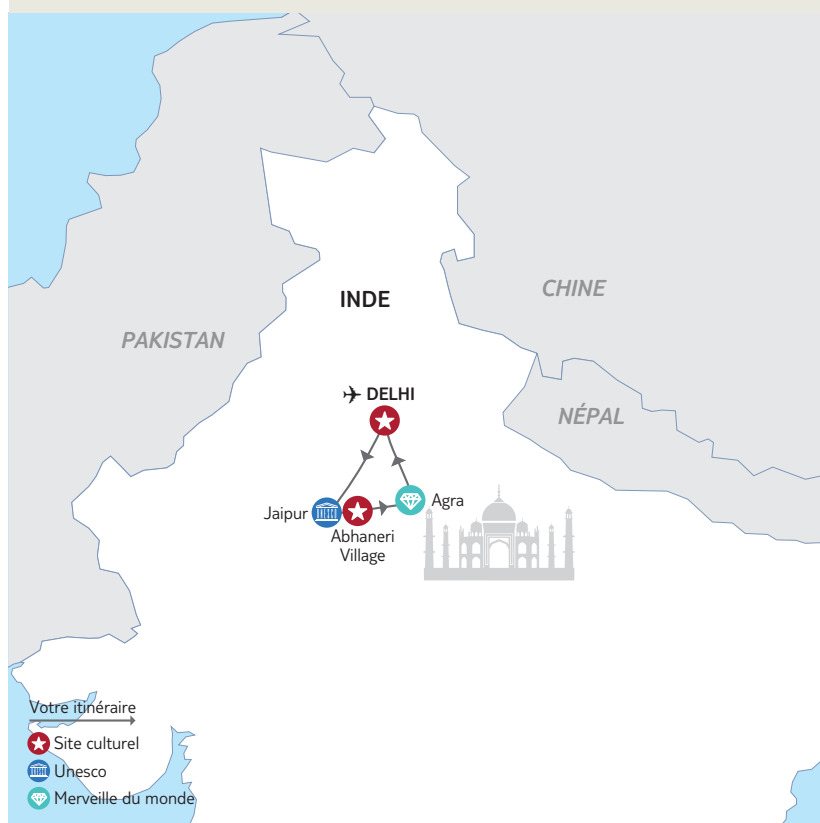 INDE
CHINE
PAKISTAN
DELHI
NÉPAL
Jaipur
Agra
Abhaneri
Village
Votre itinéraire
Site culturel
Unesco
Merveille du monde